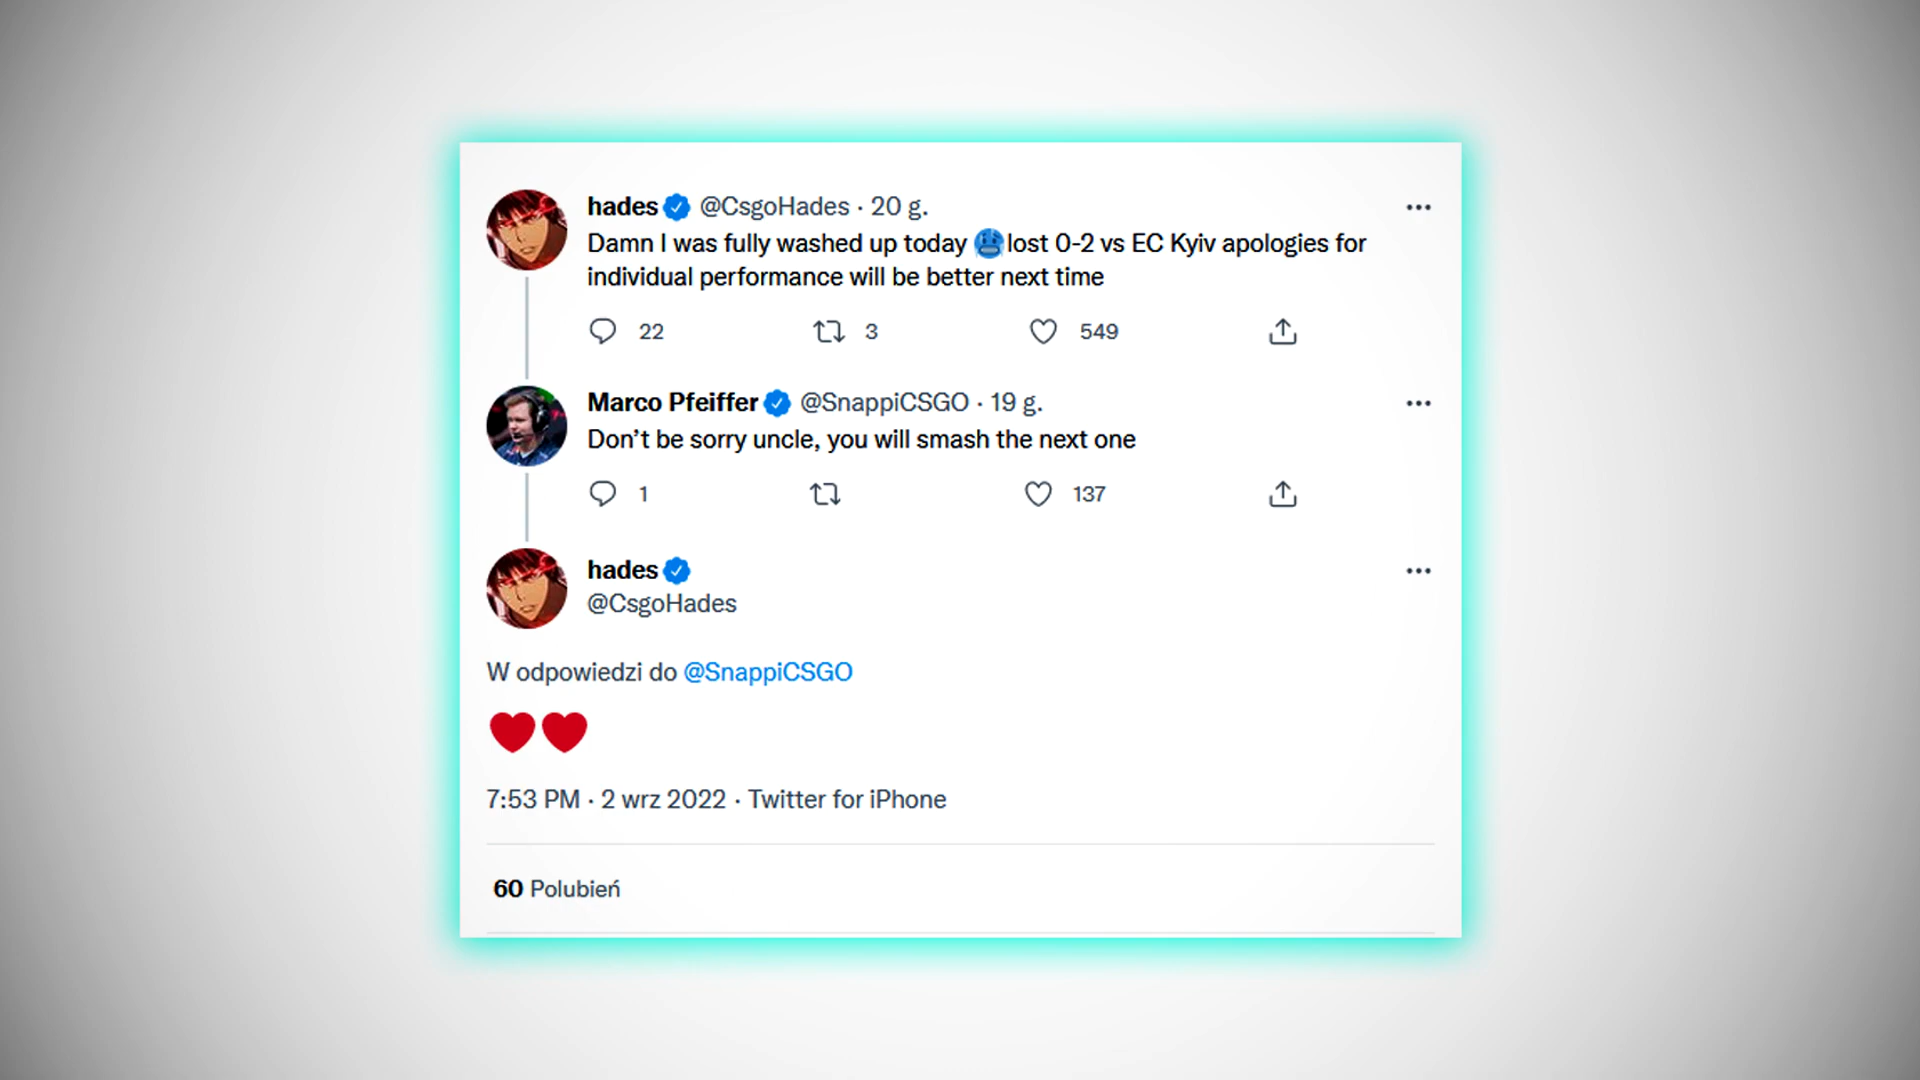 hades @CsgoHades · 20 g.
Damn I was fully washed up today 🥶lost 0-2 vs EC Kyiv apologies for
individual performance will be better next time
22 3 549
Marco Pfeiffer @SnappiCSGO · 19 g.
Don’t be sorry uncle, you will smash the next one
1 137
hades
@CsgoHades
W odpowiedzi do @SnappiCSGO
❤️❤️
7:53 PM · 2 wrz 2022 · Twitter for iPhone
60 Polubień